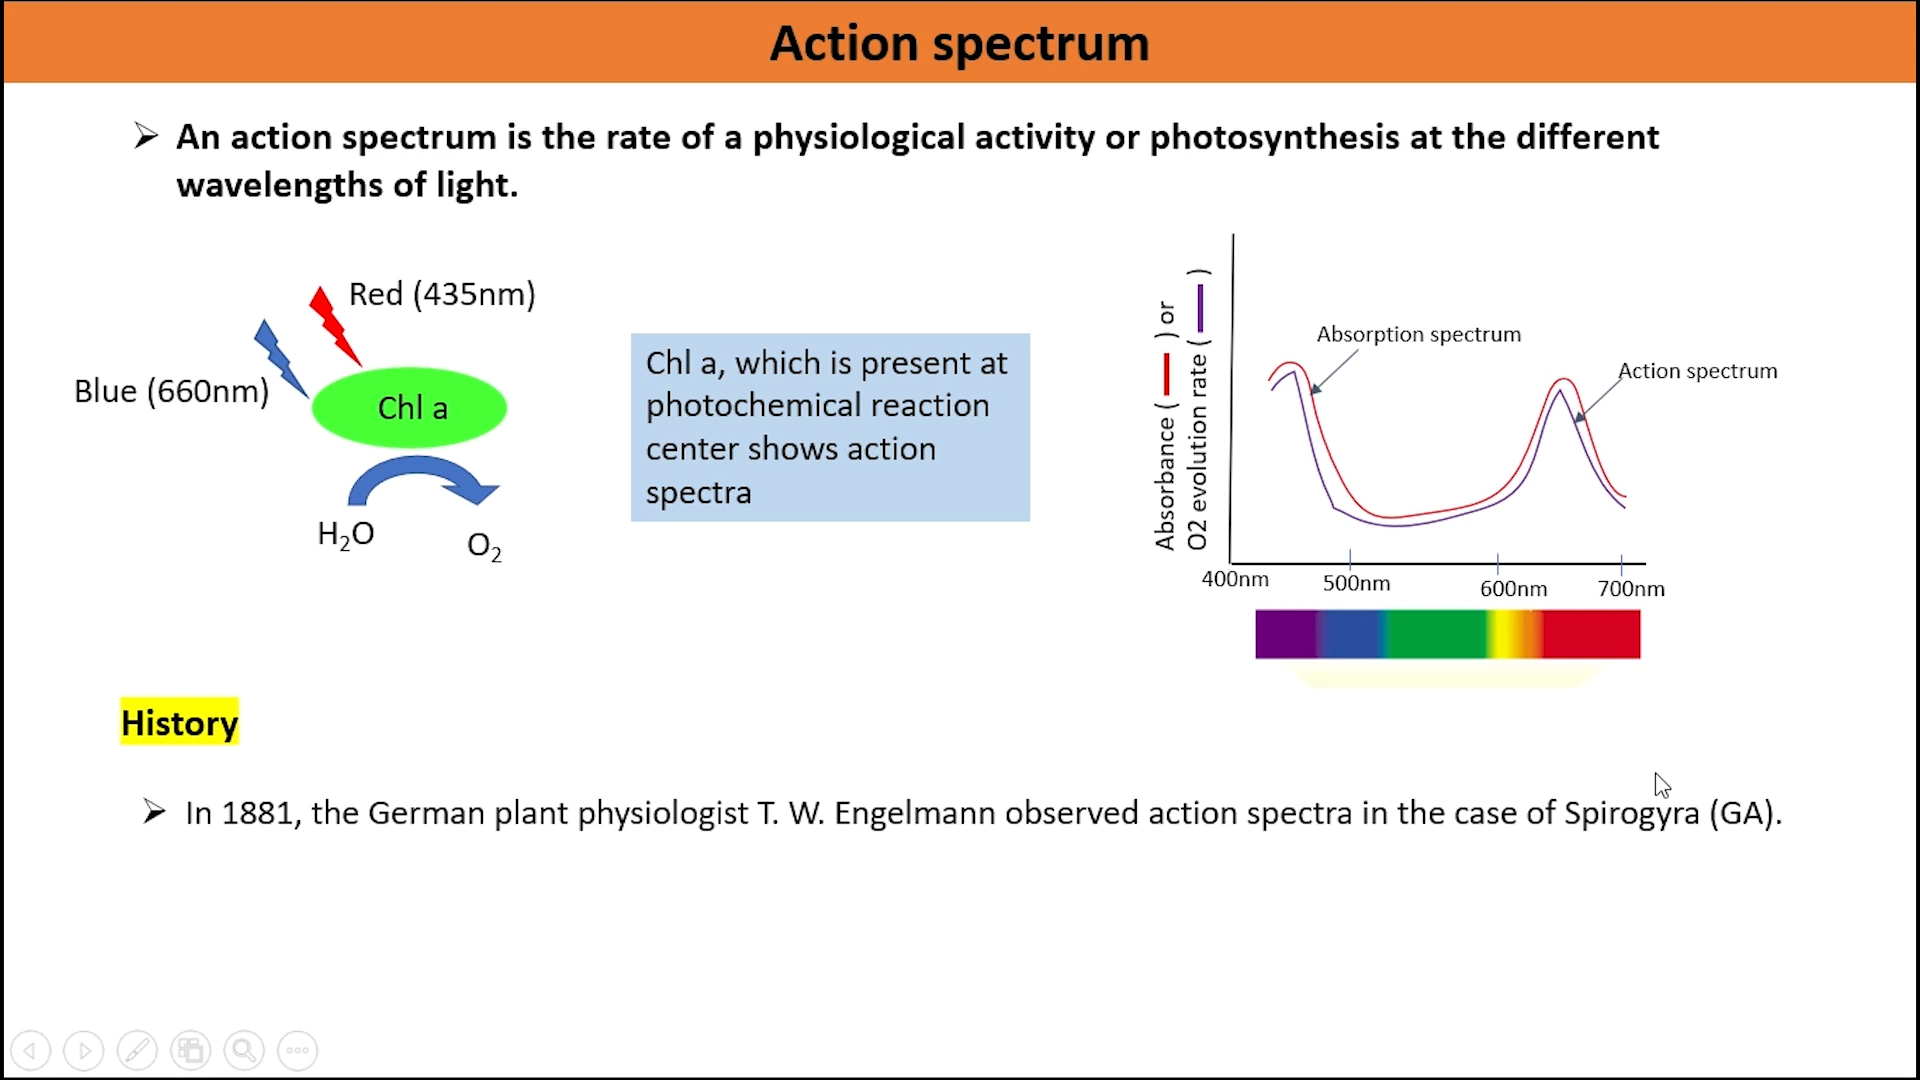 Action spectrum
➢ An action spectrum is the rate of a physiological activity or photosynthesis at the different
wavelengths of light.
Red (435nm)
Blue (660nm)
Chl a
H₂O
O₂
Chl a, which is present at
photochemical reaction
center shows action
spectra
Absorbance ( ) or
O2 evolution rate ( )
Absorption spectrum
Action spectrum
400nm
500nm
600nm
700nm
History
➢ In 1881, the German plant physiologist T. W. Engelmann observed action spectra in the case of Spirogyra (GA).